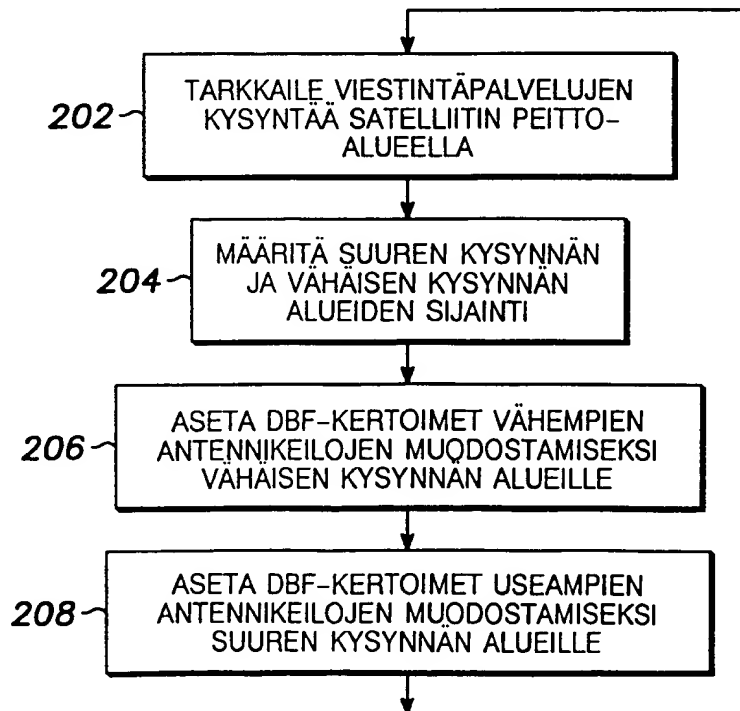 202
TARKKAILE VIESTINTÄPALVELUJEN
KYSYNTÄÄ SATELLIITIN PEITTO-
ALUEELLA
204
MÄÄRITÄ SUUREN KYSYNNÄN
JA VÄHÄISEN KYSYNNÄN
ALUEIDEN SIJAINTI
206
ASETA DBF-KERTOIMET VÄHEMPIEN
ANTENNIKEILOJEN MUODOSTAMISEKSI
VÄHÄISEN KYSYNNÄN ALUEILLE
208
ASETA DBF-KERTOIMET USEAMPIEN
ANTENNIKEILOJEN MUODOSTAMISEKSI
SUUREN KYSYNNÄN ALUEILLE